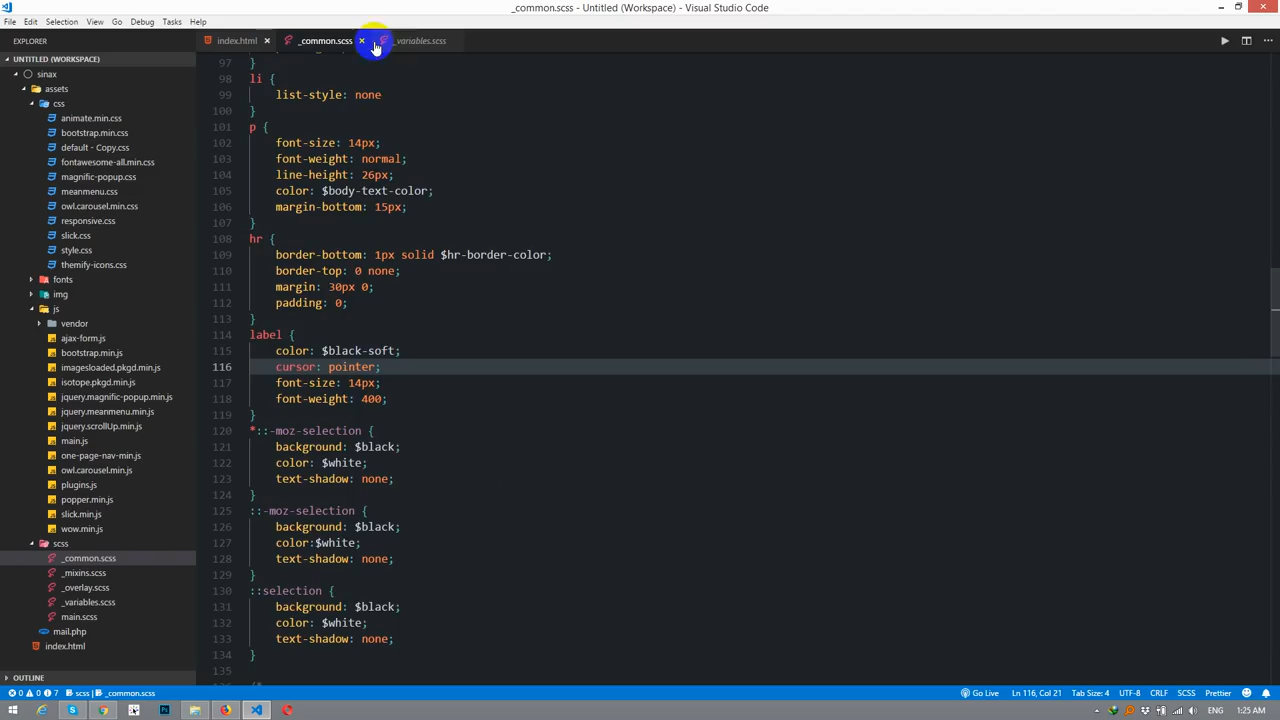 _common.scss - Untitled (Workspace) - Visual Studio Code
File Edit Selection View Go Debug Tasks Help
EXPLORER
index.html × _common.scss × _variables.scss
UNTITLED (WORKSPACE)
sinax
assets
css
animate.min.css
bootstrap.min.css
default - Copy.css
fontawesome-all.min.css
magnific-popup.css
meanmenu.css
owl.carousel.min.css
responsive.css
slick.css
style.css
themify-icons.css
fonts
img
js
vendor
ajax-form.js
bootstrap.min.js
imagesloaded.pkgd.min.js
isotope.pkgd.min.js
jquery.magnific-popup.min.js
jquery.meanmenu.min.js
jquery.scrollUp.min.js
main.js
one-page-nav-min.js
owl.carousel.min.js
plugins.js
popper.min.js
slick.min.js
wow.min.js
scss
_common.scss
_mixins.scss
_overlay.scss
_variables.scss
main.scss
mail.php
index.html
OUTLINE
97 }
98 li {
99 list-style: none
100 }
101 p {
102 font-size: 14px;
103 font-weight: normal;
104 line-height: 26px;
105 color: $body-text-color;
106 margin-bottom: 15px;
107 }
108 hr {
109 border-bottom: 1px solid $hr-border-color;
110 border-top: 0 none;
111 margin: 30px 0;
112 padding: 0;
113 }
114 label {
115 color: $black-soft;
116 cursor: pointer;
117 font-size: 14px;
118 font-weight: 400;
119 }
120 *::-moz-selection {
121 background: $black;
122 color: $white;
123 text-shadow: none;
124 }
125 ::-moz-selection {
126 background: $black;
127 color:$white;
128 text-shadow: none;
129 }
130 ::selection {
131 background: $black;
132 color: $white;
133 text-shadow: none;
134 }
135
0 0 0 scss _common.scss Go Live Ln 116, Col 21 Tab Size: 4 UTF-8 CRLF SCSS Prettier
ENG 1:25 AM